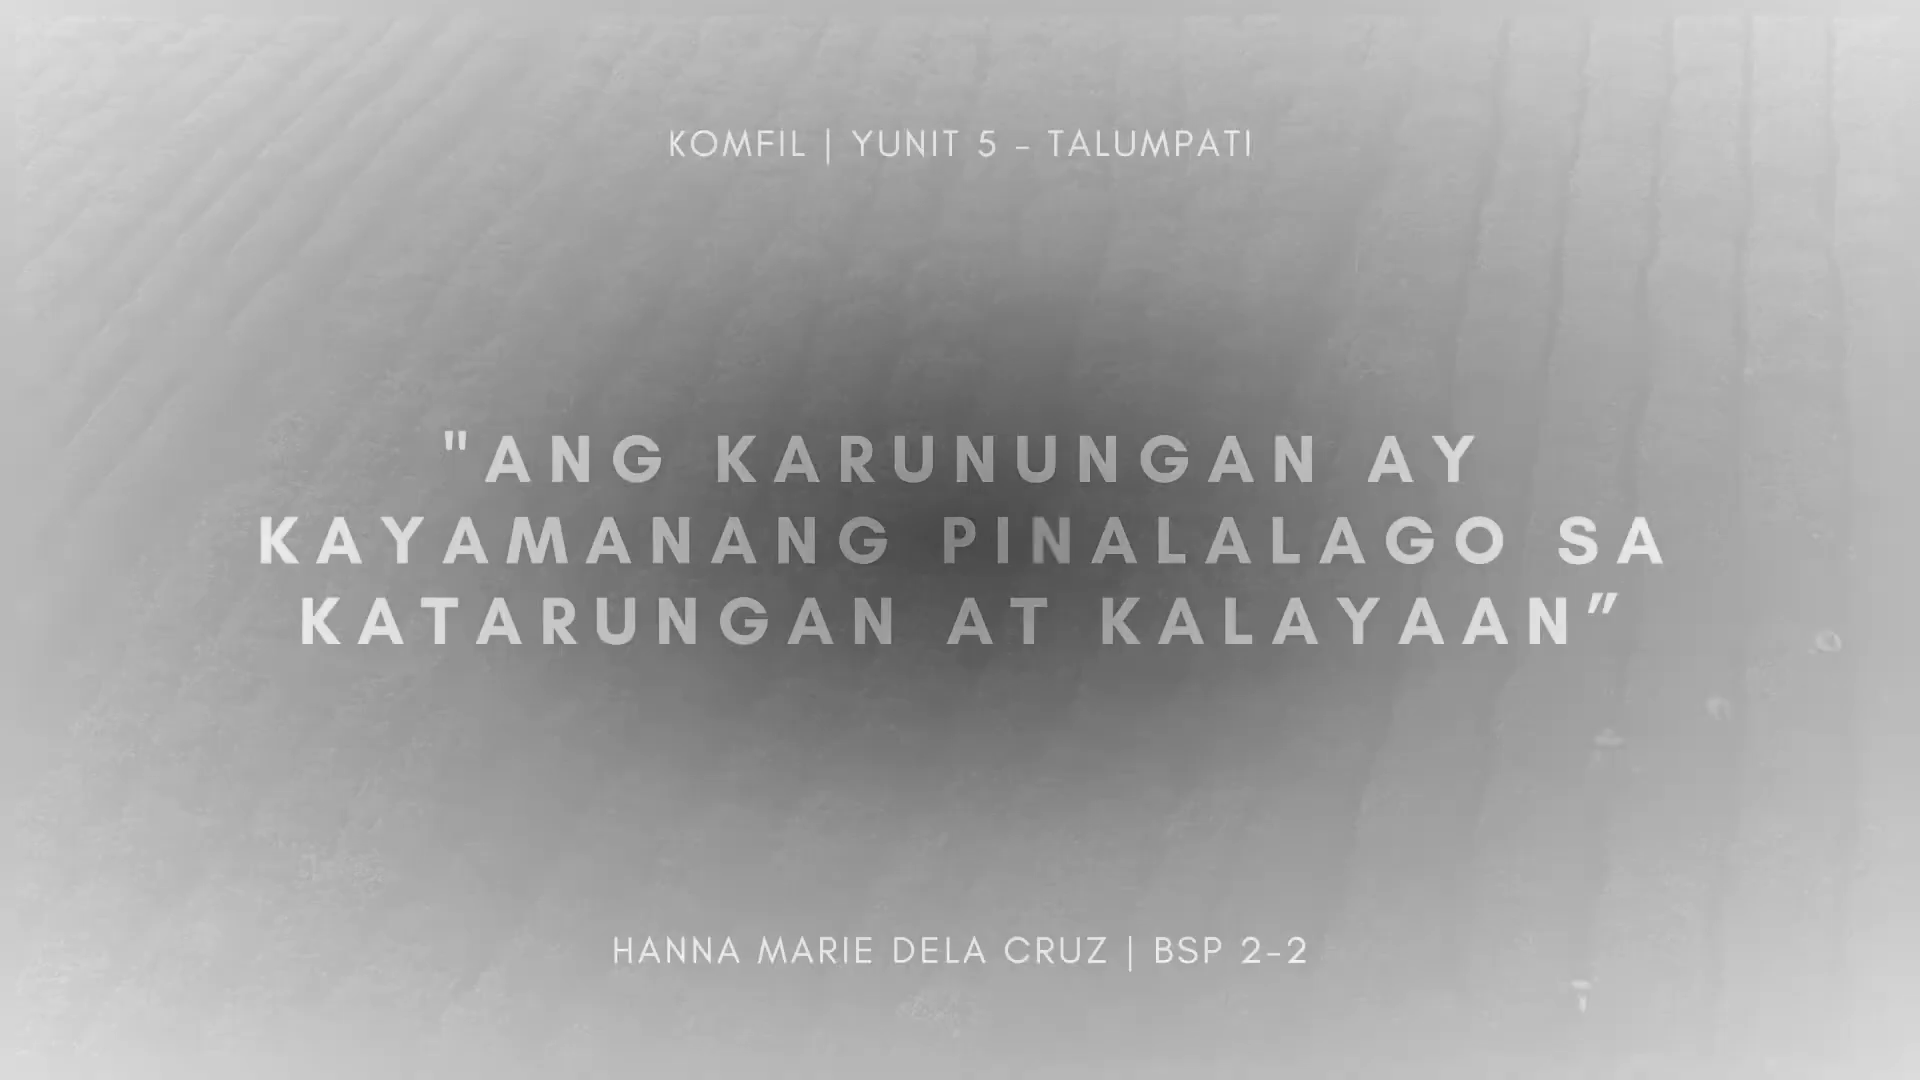 KOMFIL | YUNIT 5 – TALUMPATI
"ANG KARUNUNGAN AY
KAYAMANANG PINALALAGO SA
KATARUNGAN AT KALAYAAN”
HANNA MARIE DELA CRUZ | BSP 2-2